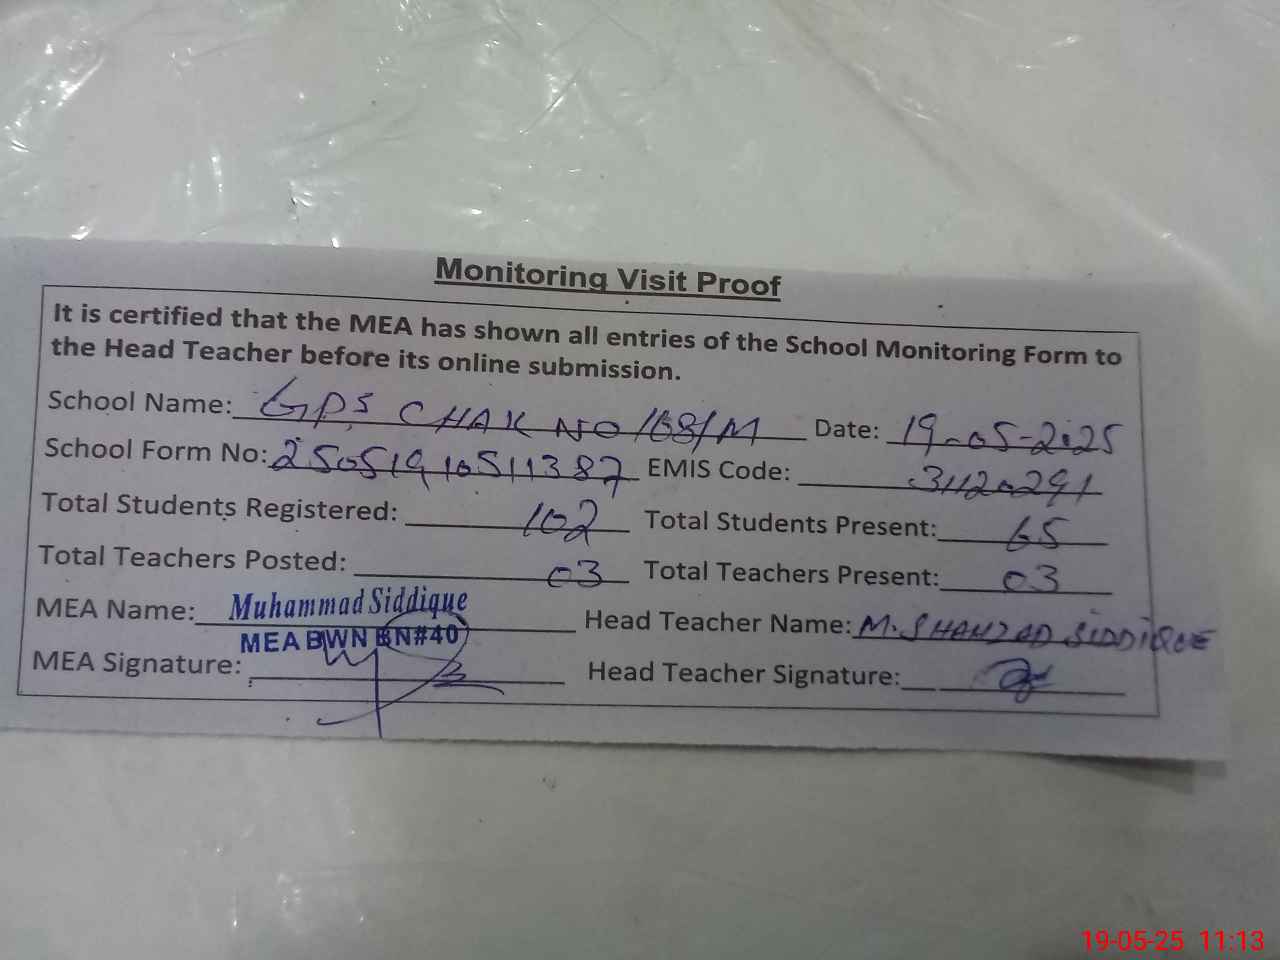 Monitoring Visit Proof
It is certified that the MEA has shown all entries of the School Monitoring Form to
the Head Teacher before its online submission.
School Name: GPS CHAK NO 168/M Date: 19-05-2025
School Form No: 2505191051138 7 EMIS Code: 31120291
Total Students Registered: 102 Total Students Present: 65
Total Teachers Posted: 03 Total Teachers Present: 03
MEA Name: Muhammad Siddique Head Teacher Name: M. SHAHZAD SIDDIQUE
MEA BWN BN#40
MEA Signature: Head Teacher Signature:
19-05-25 11:13